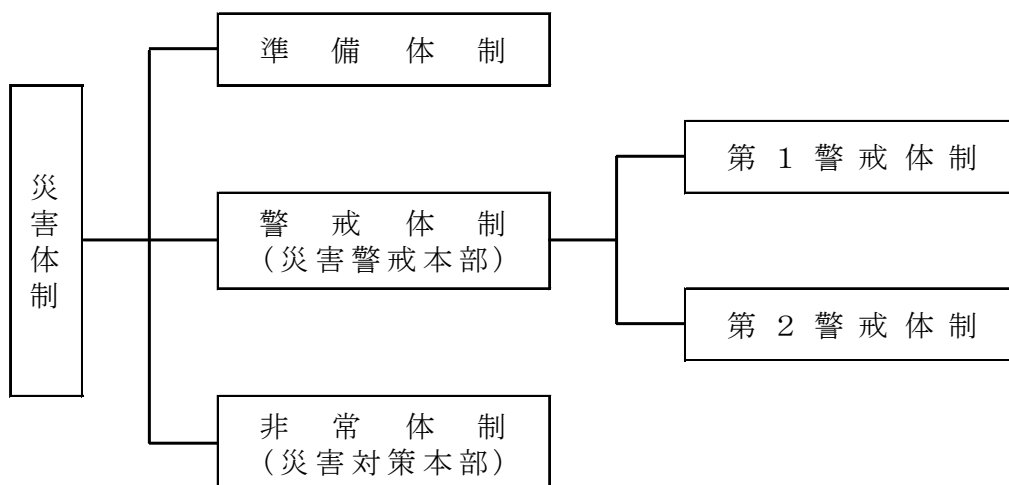 災害体制
準備体制
警戒体制
(災害警戒本部)
非常体制
(災害対策本部)
第1警戒体制
第2警戒体制